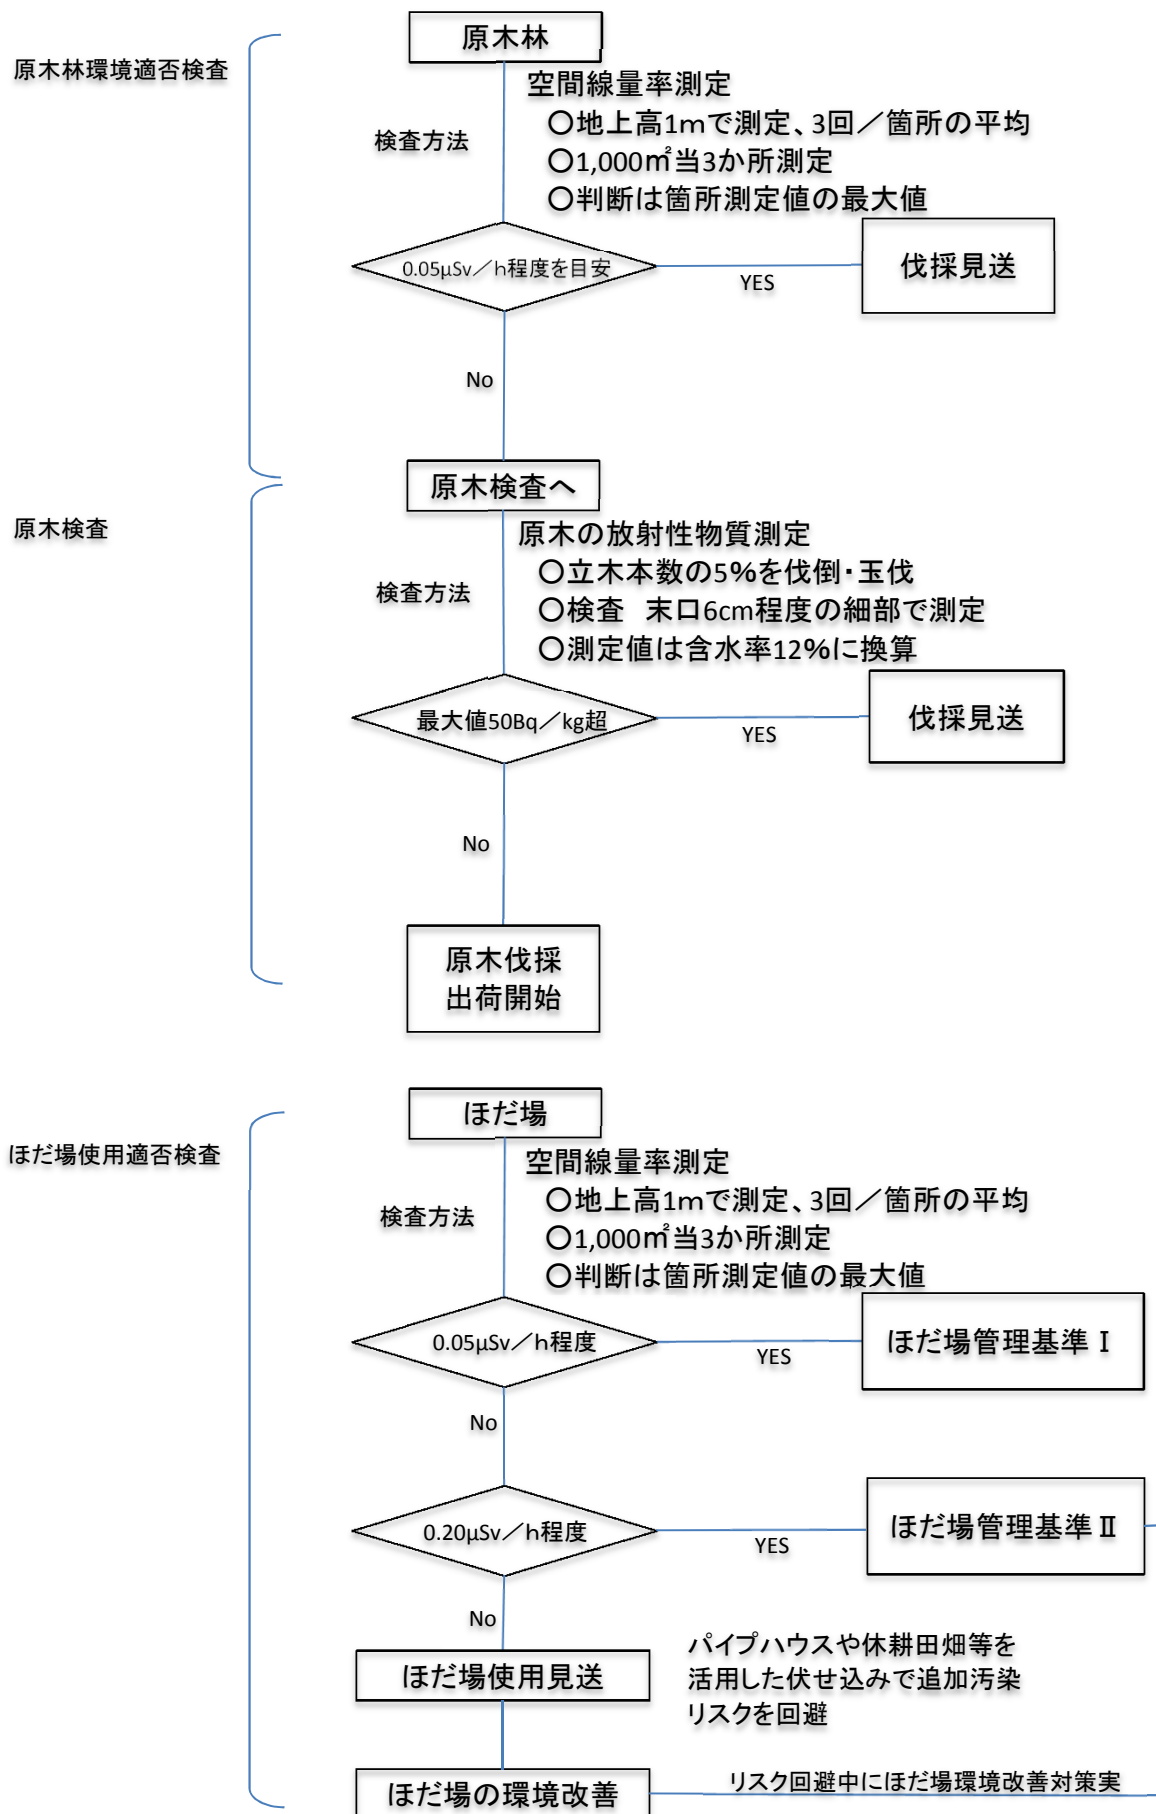 原木林
原木林環境適否検査
空間線量率測定
○地上高1mで測定、3回／箇所の平均
検査方法
○1,000㎡当3か所測定
○判断は箇所測定値の最大値
0.05μSv／h程度を目安
YES
伐採見送
No
原木検査へ
原木検査
原木の放射性物質測定
○立木本数の5%を伐倒・玉伐
検査方法
○検査　末口6cm程度の細部で測定
○測定値は含水率12%に換算
最大値50Bq／kg超
YES
伐採見送
No
原木伐採
出荷開始
ほだ場
ほだ場使用適否検査
空間線量率測定
○地上高1mで測定、3回／箇所の平均
検査方法
○1,000㎡当3か所測定
○判断は箇所測定値の最大値
0.05μSv／h程度
YES
ほだ場管理基準Ⅰ
No
0.20μSv／h程度
YES
ほだ場管理基準Ⅱ
No
ほだ場使用見送
パイプハウスや休耕田畑等を
活用した伏せ込みで追加汚染
リスクを回避
ほだ場の環境改善
リスク回避中にほだ場環境改善対策実